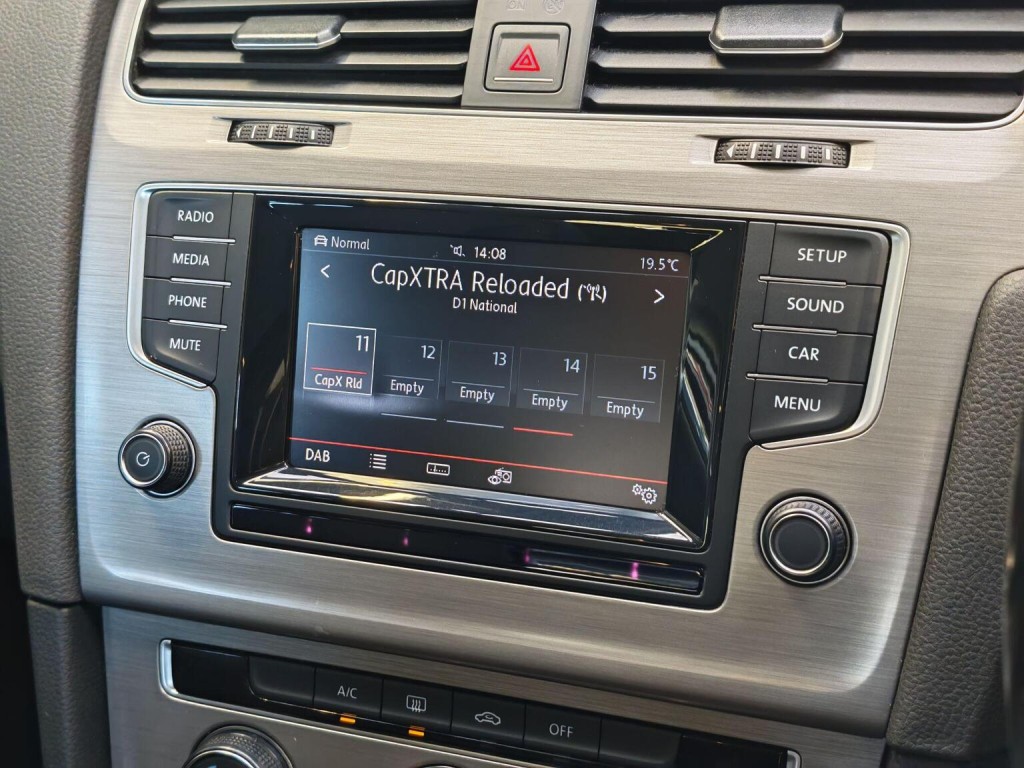 RADIO
MEDIA
PHONE
MUTE
Normal
14:08
19.5°C
CapXTRA Reloaded
D1 National
11
CapX Rld
12
Empty
13
Empty
14
Empty
15
Empty
DAB
SETUP
SOUND
CAR
MENU
A/C
OFF